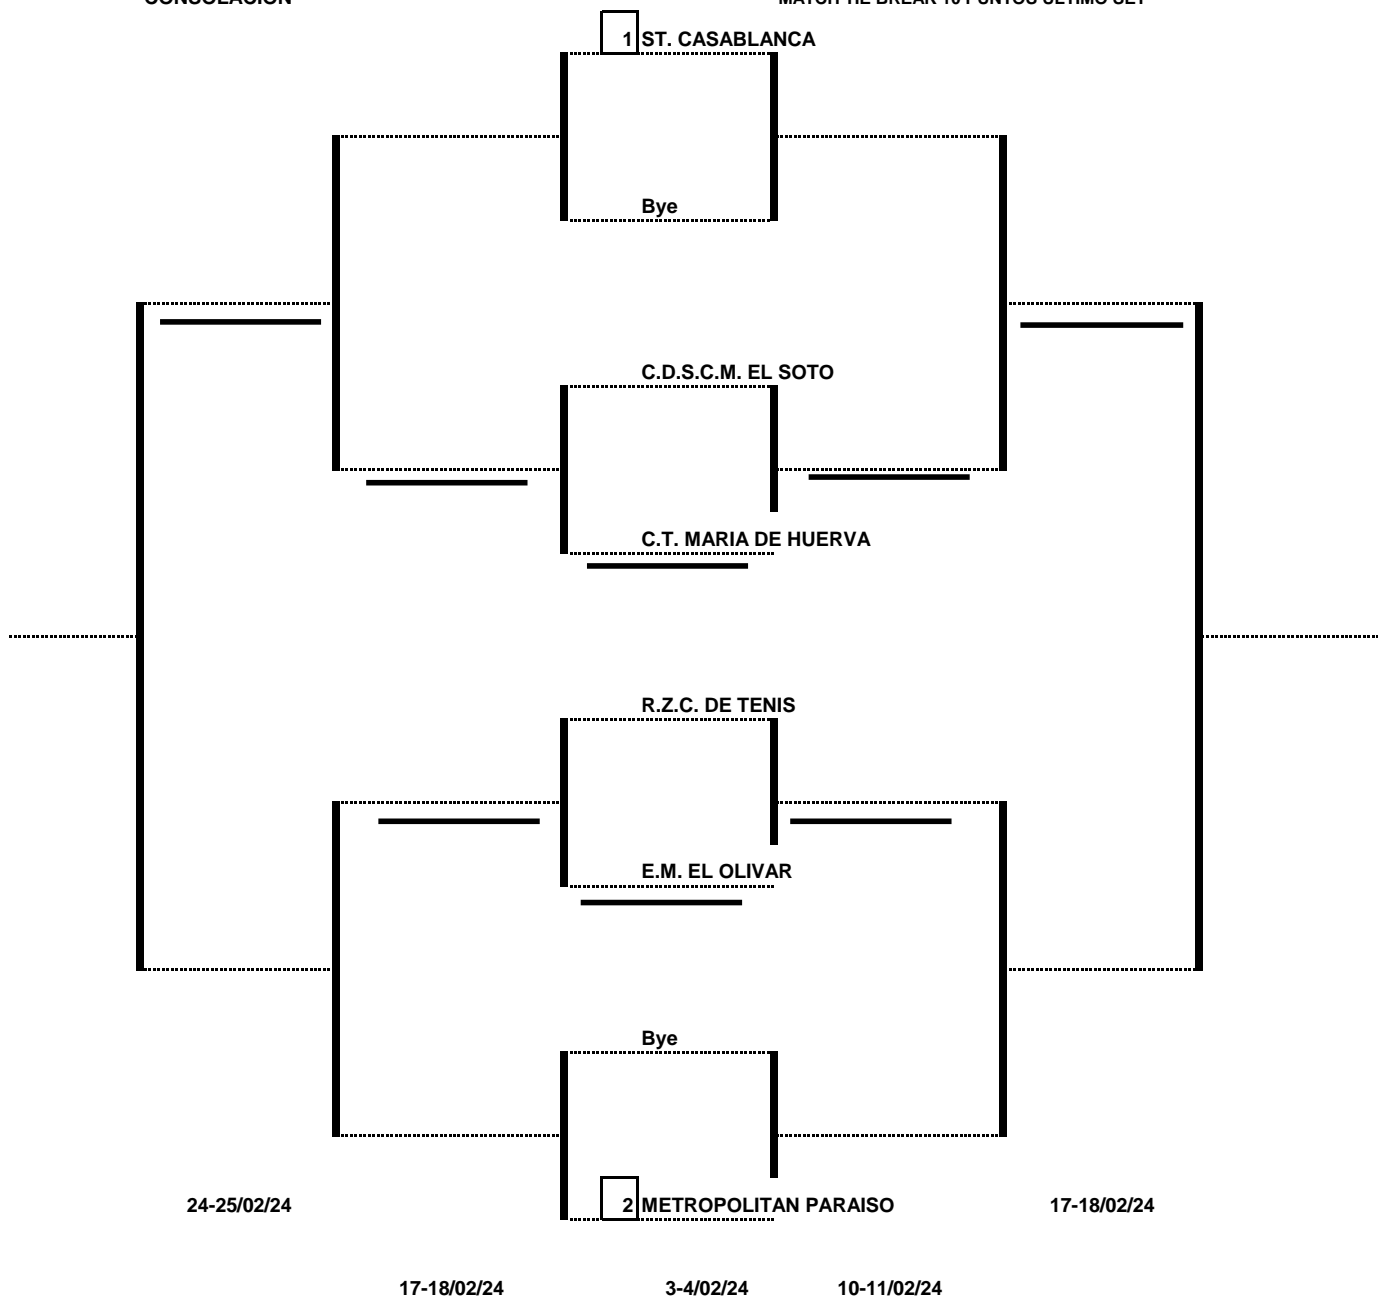 1 ST. CASABLANCA
Bye
C.D.S.C.M. EL SOTO
C.T. MARIA DE HUERVA
R.Z.C. DE TENIS
E.M. EL OLIVAR
Bye
24-25/02/24 2 METROPOLITAN PARAISO 17-18/02/24
17-18/02/24 3-4/02/24 10-11/02/24